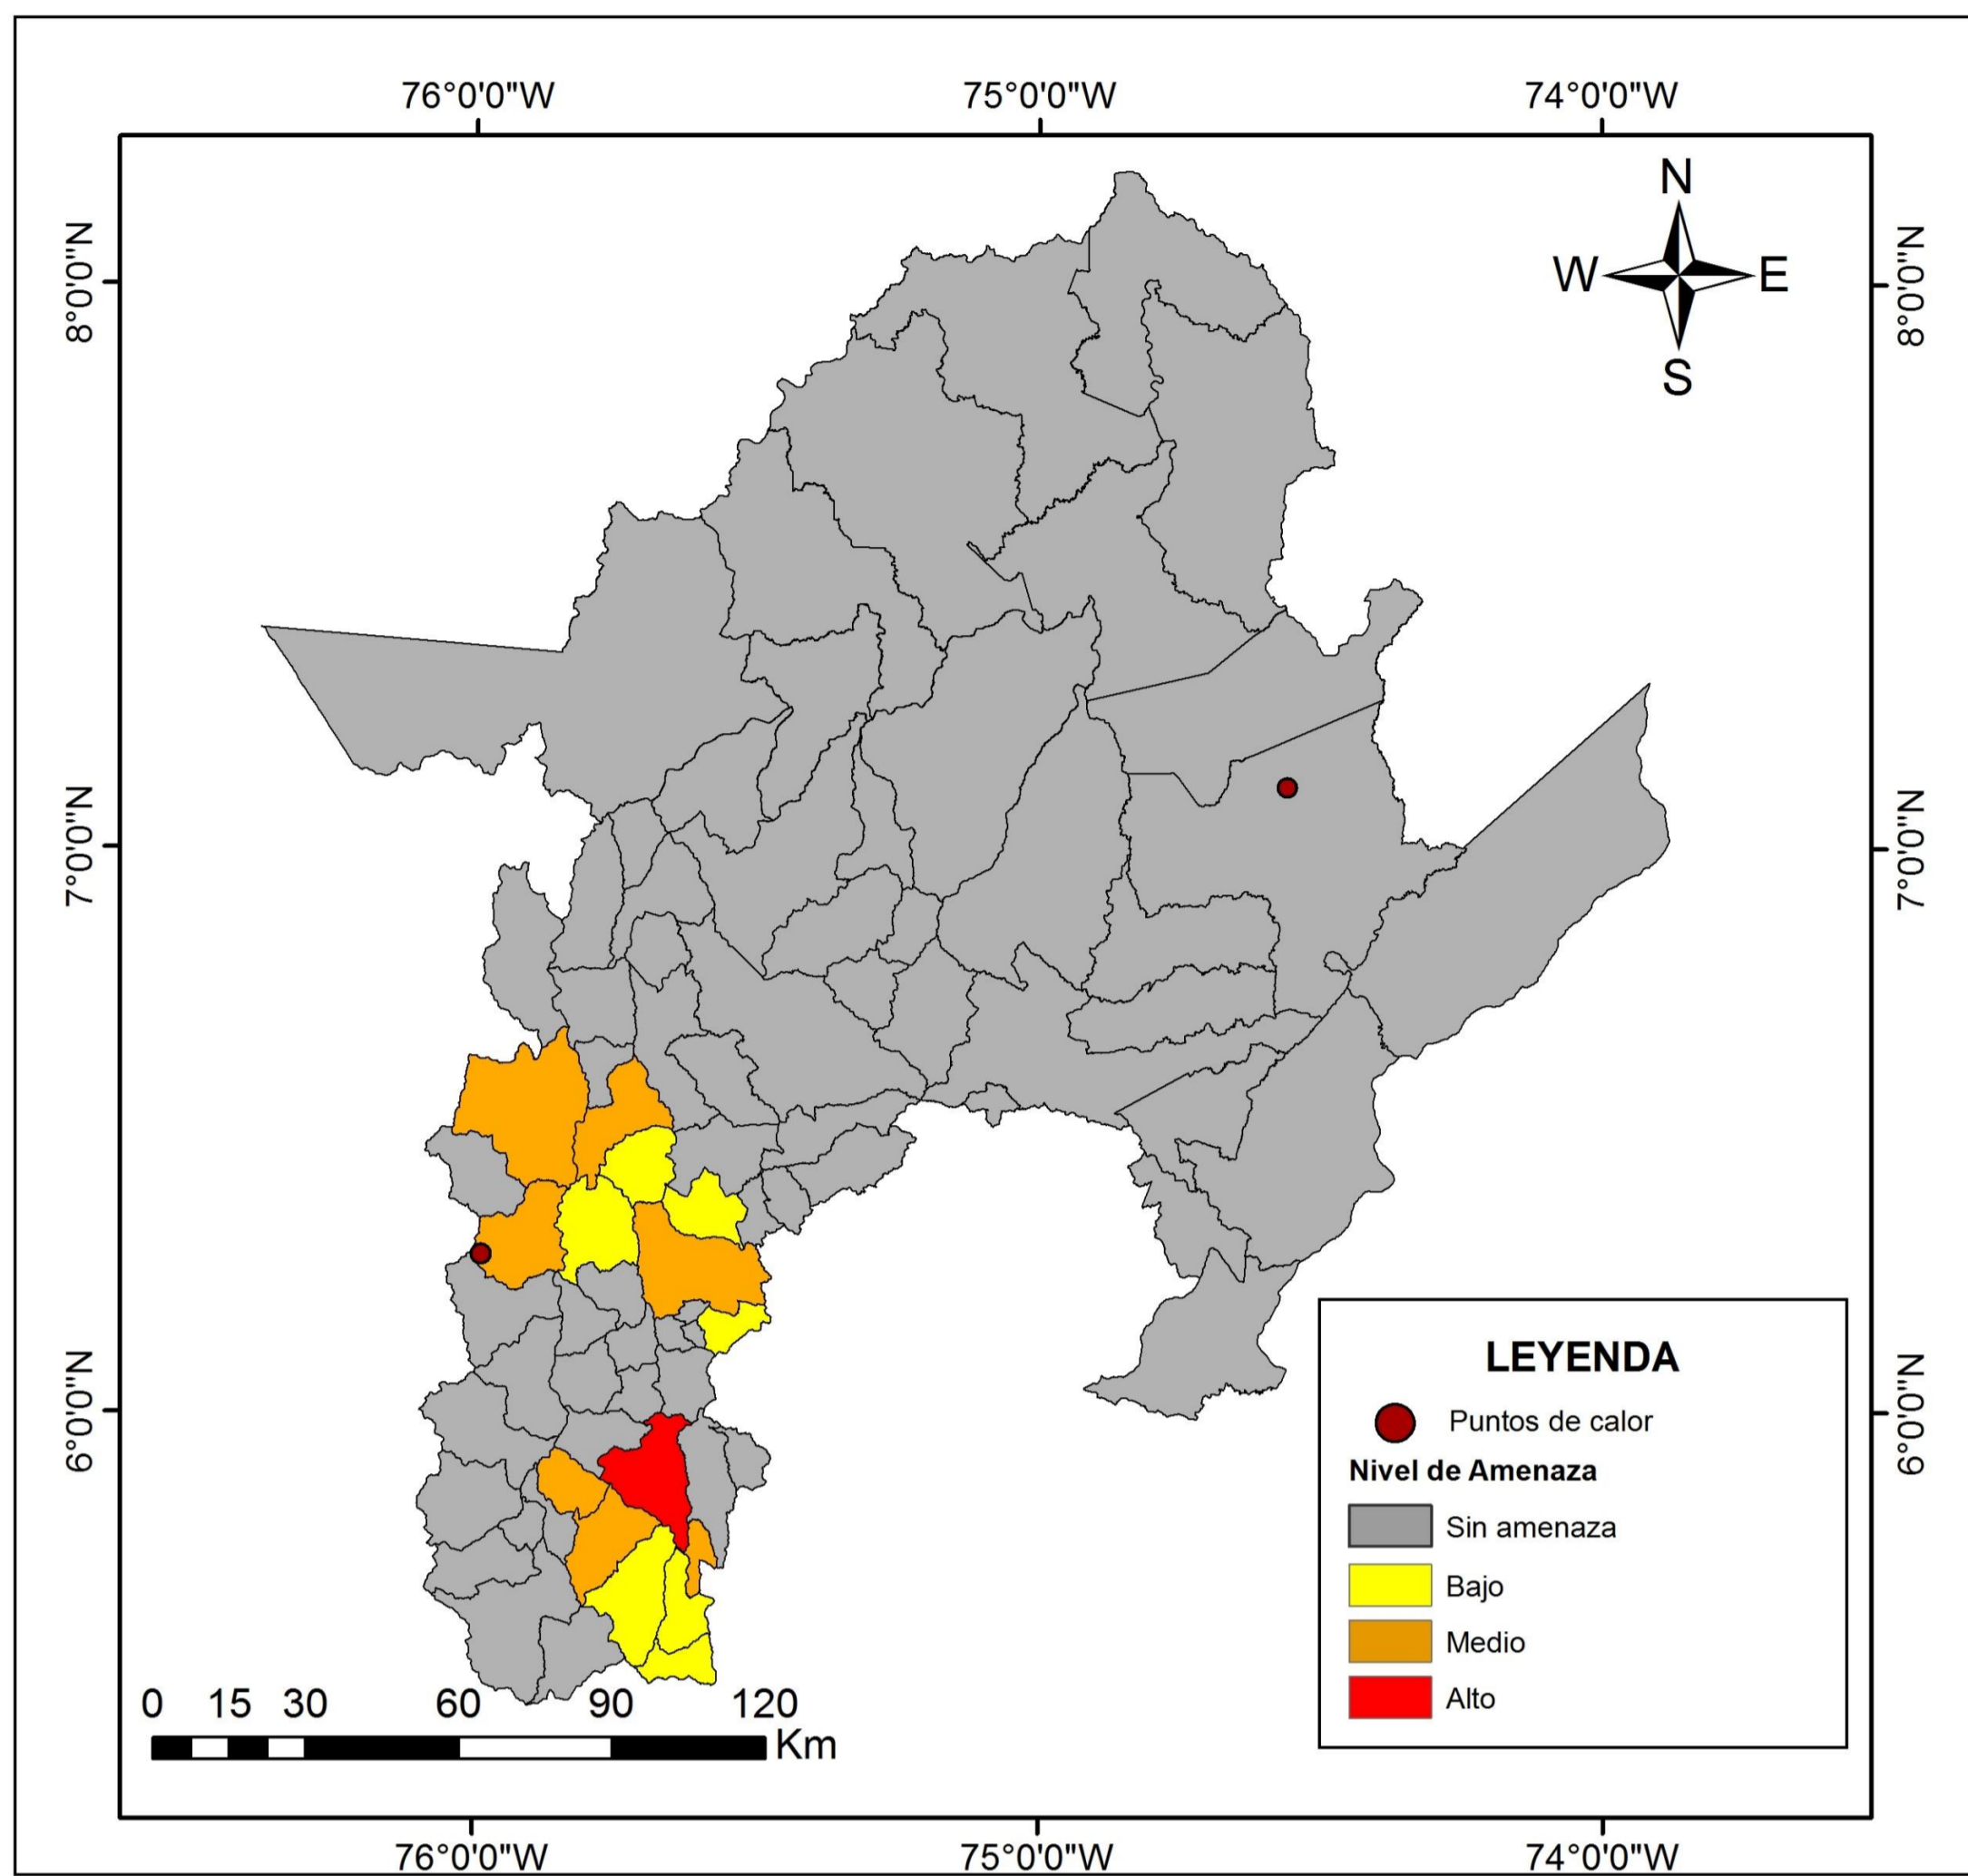 76°0'0"W 75°0'0"W 74°0'0"W
N
W E
S
8°0'0"N 8°0'0"N
7°0'0"N 7°0'0"N
6°0'0"N 6°0'0"N
LEYENDA
Puntos de calor
Nivel de Amenaza
Sin amenaza
Bajo
Medio
Alto
0 15 30 60 90 120
Km
76°0'0"W 75°0'0"W 74°0'0"W